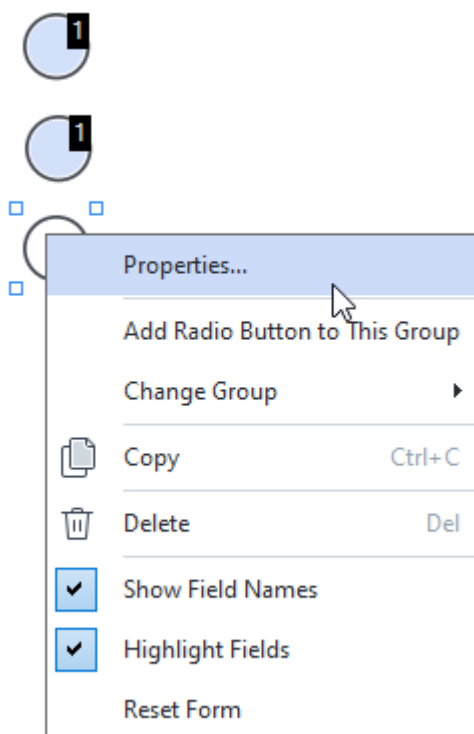 1
1
Properties...
Add Radio Button to This Group
Change Group
Copy Ctrl+C
Delete Del
Show Field Names
Highlight Fields
Reset Form